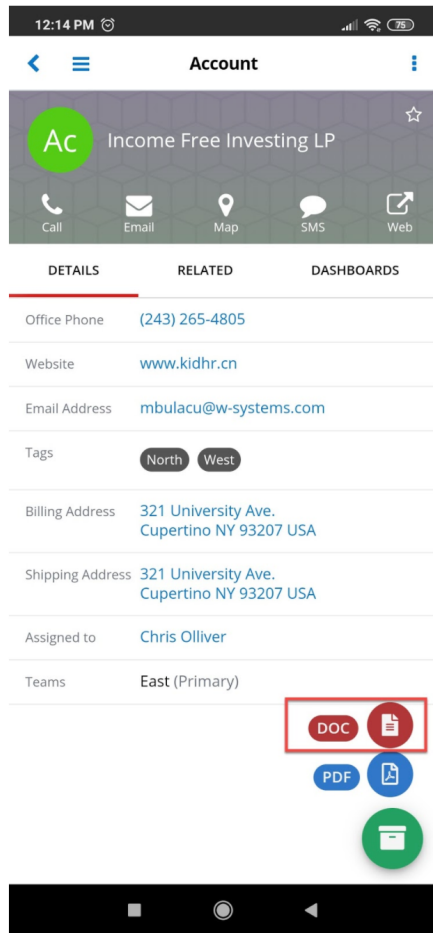 12:14 PM 75
Account
Ac Income Free Investing LP
Call Email Map SMS Web
DETAILS RELATED DASHBOARDS
Office Phone (243) 265-4805
Website www.kidhr.cn
Email Address mbulacu@w-systems.com
Tags North West
Billing Address 321 University Ave.
Cupertino NY 93207 USA
Shipping Address 321 University Ave.
Cupertino NY 93207 USA
Assigned to Chris Olliver
Teams East (Primary)
DOC
PDF